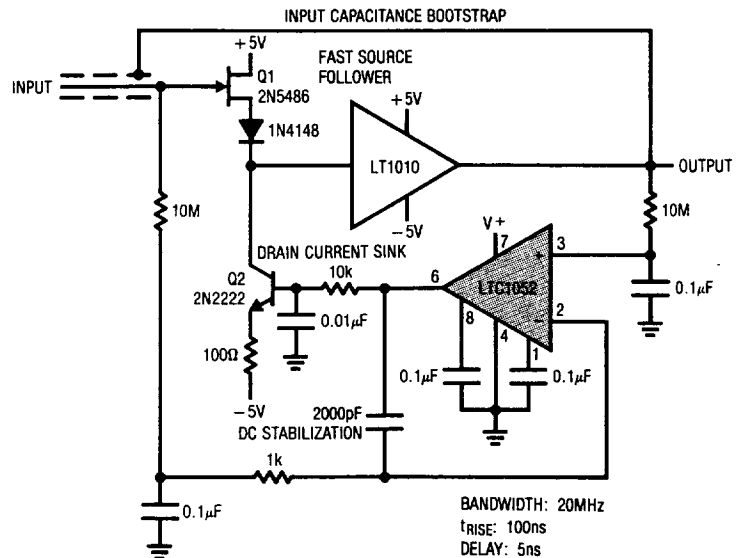 INPUT CAPACITANCE BOOTSTRAP
+5V
INPUT
Q1
2N5486
FAST SOURCE
FOLLOWER
1N4148
+5V
LT1010
OUTPUT
-5V
10M
10M
V+
7
3
+
DRAIN CURRENT SINK
10k
6
LTC1052
Q2
2N2222
0.01µF
8
4
1
2
-
0.1µF
100Ω
0.1µF
0.1µF
-5V
2000pF
DC STABILIZATION
1k
0.1µF
BANDWIDTH: 20MHz
tRISE: 100ns
DELAY: 5ns